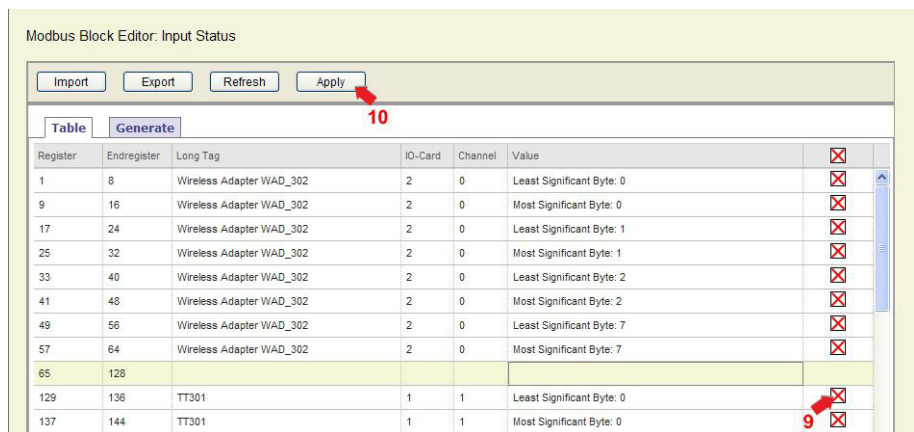 Modbus Block Editor: Input Status
Import Export Refresh Apply
10
Table Generate
Register Endregister Long Tag IO-Card Channel Value
1 8 Wireless Adapter WAD_302 2 0 Least Significant Byte: 0
9 16 Wireless Adapter WAD_302 2 0 Most Significant Byte: 0
17 24 Wireless Adapter WAD_302 2 0 Least Significant Byte: 1
25 32 Wireless Adapter WAD_302 2 0 Most Significant Byte: 1
33 40 Wireless Adapter WAD_302 2 0 Least Significant Byte: 2
41 48 Wireless Adapter WAD_302 2 0 Most Significant Byte: 2
49 56 Wireless Adapter WAD_302 2 0 Least Significant Byte: 7
57 64 Wireless Adapter WAD_302 2 0 Most Significant Byte: 7
65 128
129 136 TT301 1 1 Least Significant Byte: 0
137 144 TT301 1 1 Most Significant Byte: 0 9